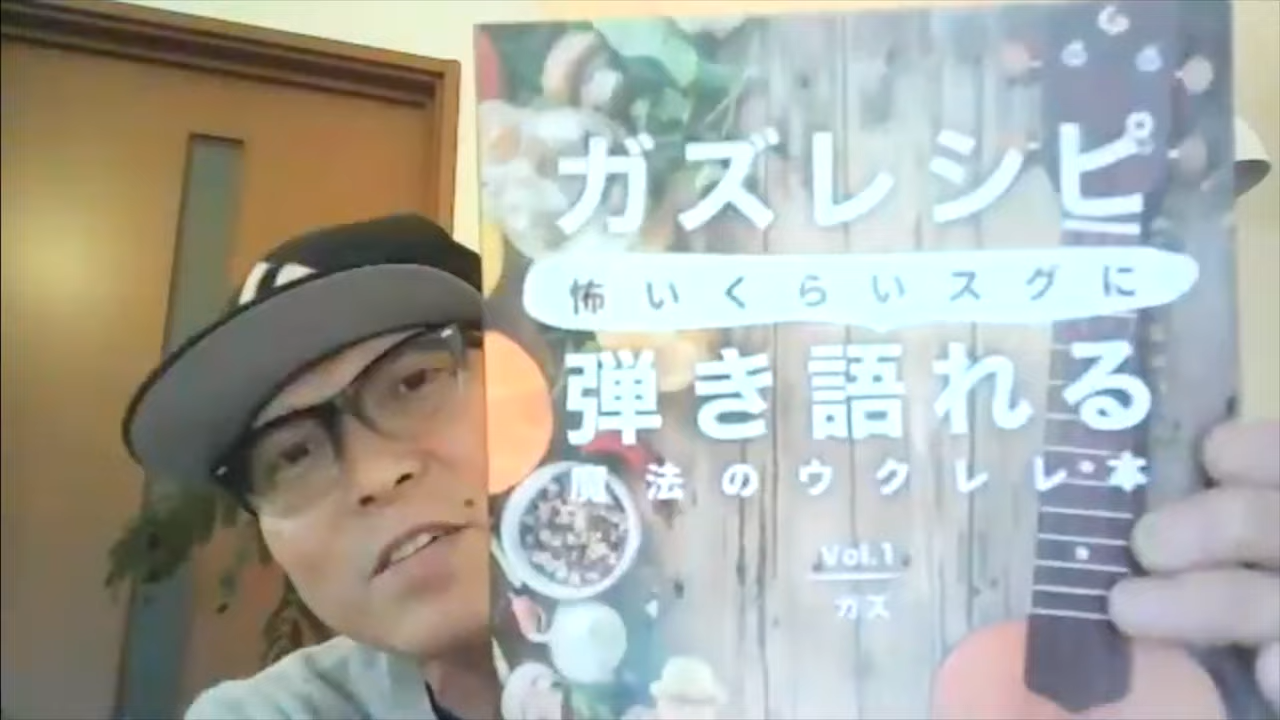 ガズレシピ
怖いくらいスグに
弾き語れる
魔法のウクレレ本
Vol.1
ガズ